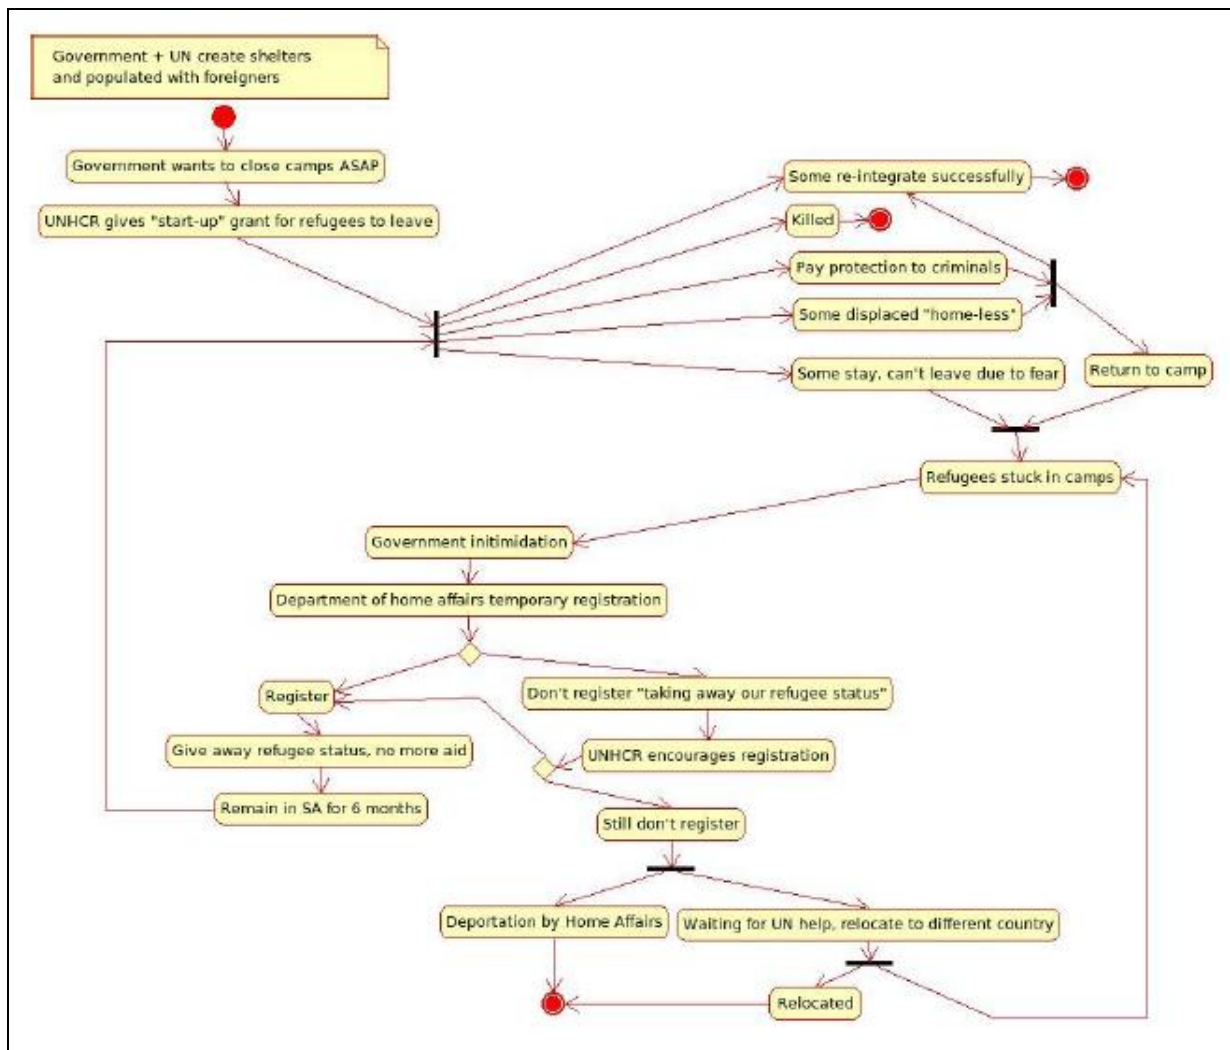 Government + UN create shelters
and populated with foreigners
Government wants to close camps ASAP
UNHCR gives "start-up" grant for refugees to leave
Some re-integrate successfully
Killed
Pay protection to criminals
Some displaced "home-less"
Some stay, can't leave due to fear
Return to camp
Refugees stuck in camps
Government initimidation
Department of home affairs temporary registration
Register
Don't register "taking away our refugee status"
Give away refugee status, no more aid
UNHCR encourages registration
Remain in SA for 6 months
Still don't register
Deportation by Home Affairs
Waiting for UN help, relocate to different country
Relocated